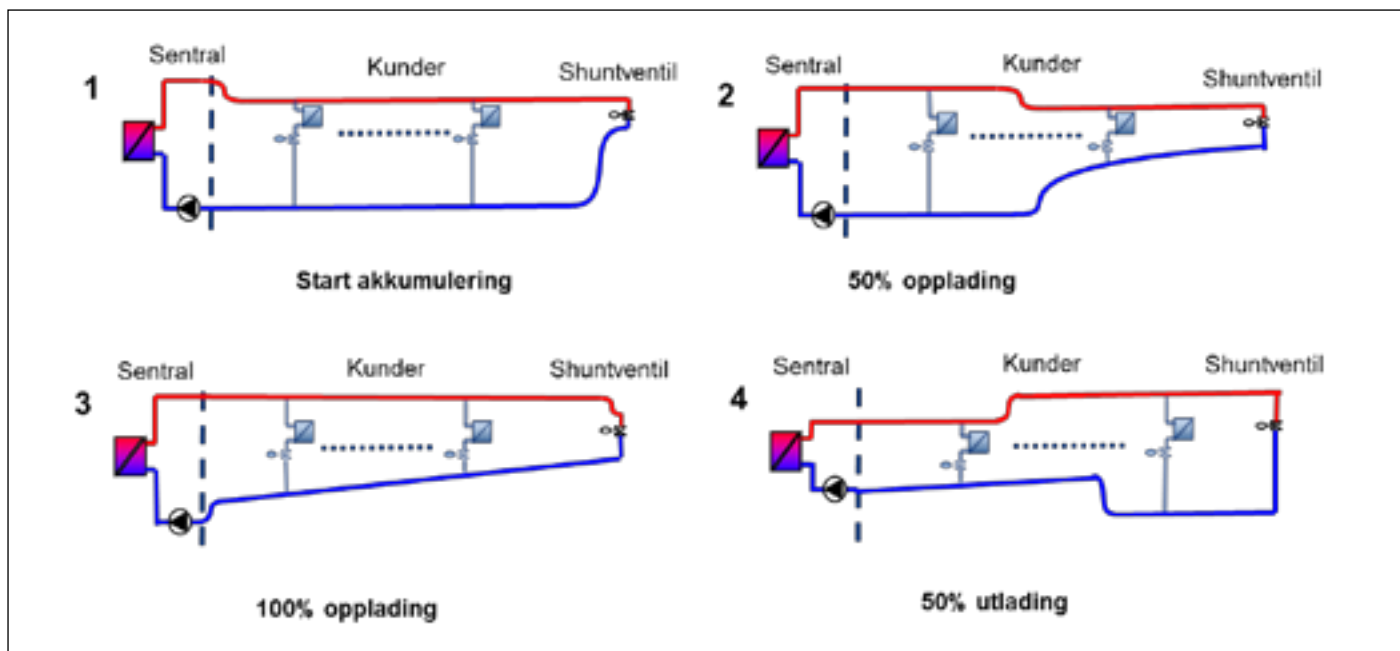 1
Sentral
Kunder
Shuntventil
Start akkumulering
2
Sentral
Kunder
Shuntventil
50% opplading
3
Sentral
Kunder
Shuntventil
100% opplading
4
Sentral
Kunder
Shuntventil
50% utlading